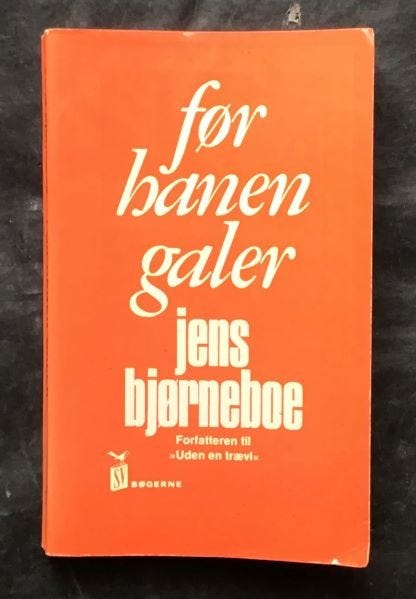 før
hanen
galer
jens
bjørneboe
Forfatteren til
»Uden en trævl«
SV
BØGERNE